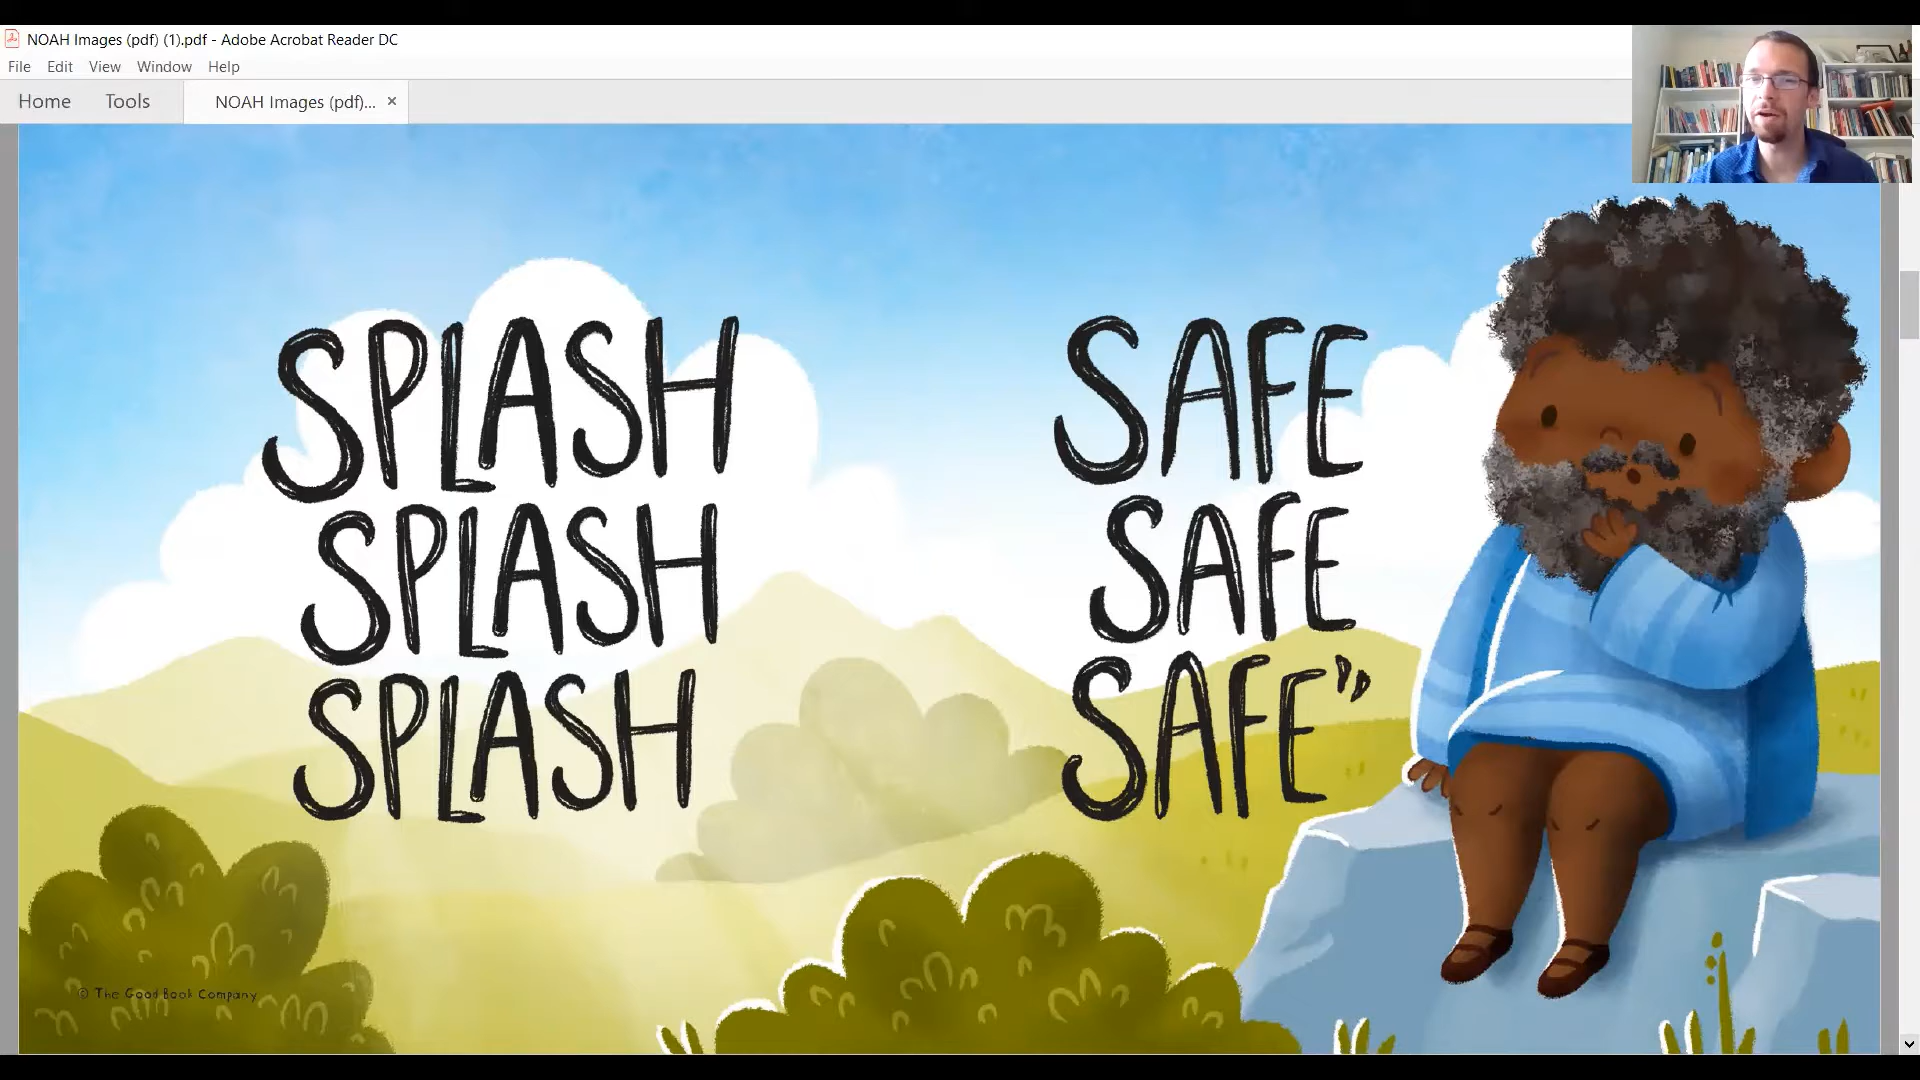 NOAH Images (pdf) (1).pdf - Adobe Acrobat Reader DC
File Edit View Window Help
Home Tools NOAH Images (pdf)... ×
SPLASH
SPLASH
SPLASH
SAFE
SAFE
SAFE”
© The Good Book Company